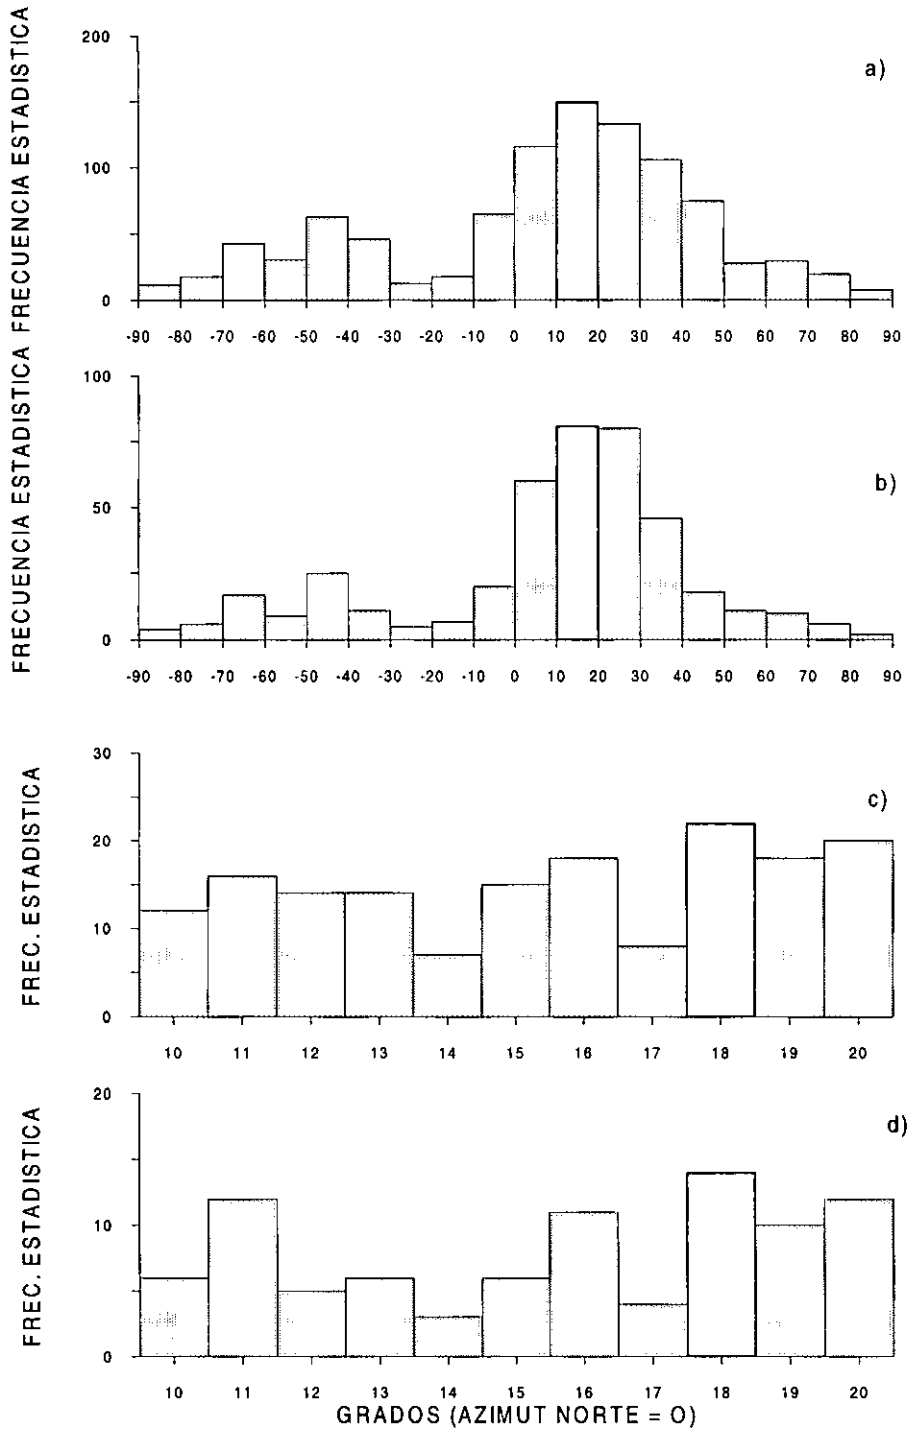 FRECUENCIA ESTADISTICA FRECUENCIA ESTADISTICA
200
a)
100
0
-90 -80 -70 -60 -50 -40 -30 -20 -10 0 10 20 30 40 50 60 70 80 90
100
b)
50
0
-90 -80 -70 -60 -50 -40 -30 -20 -10 0 10 20 30 40 50 60 70 80 90
FREC. ESTADISTICA
30
c)
20
10
0
10 11 12 13 14 15 16 17 18 19 20
FREC. ESTADISTICA
20
d)
10
0
10 11 12 13 14 15 16 17 18 19 20
GRADOS (AZIMUT NORTE = O)